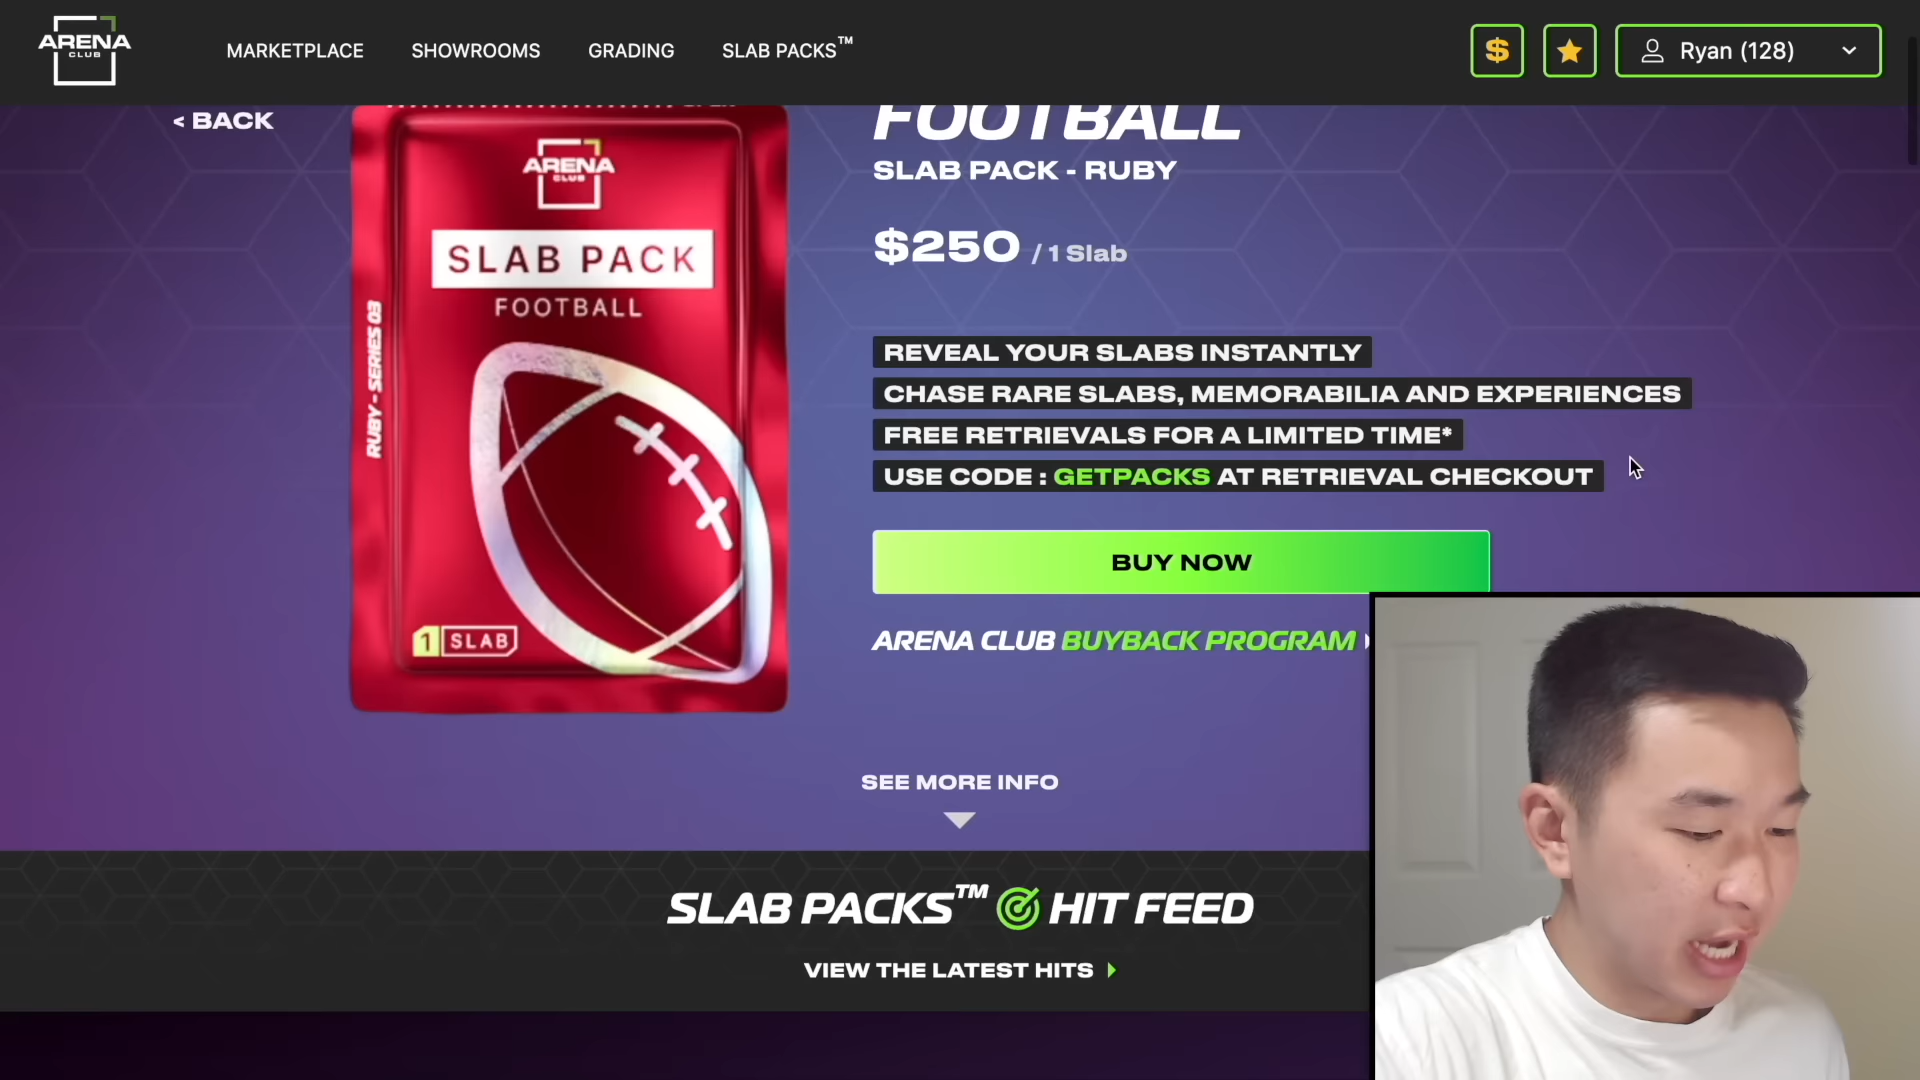 ARENA
CLUB
MARKETPLACE
SHOWROOMS
GRADING
SLAB PACKS™
$
Ryan (128)
< BACK
FOOTBALL
SLAB PACK - RUBY
$250 / 1 Slab
REVEAL YOUR SLABS INSTANTLY
CHASE RARE SLABS, MEMORABILIA AND EXPERIENCES
FREE RETRIEVALS FOR A LIMITED TIME*
USE CODE : GETPACKS AT RETRIEVAL CHECKOUT
BUY NOW
ARENA CLUB BUYBACK PROGRAM
ARENA
CLUB
SLAB PACK
FOOTBALL
RUBY - SERIES 03
1 SLAB
SEE MORE INFO
SLAB PACKS™ HIT FEED
VIEW THE LATEST HITS